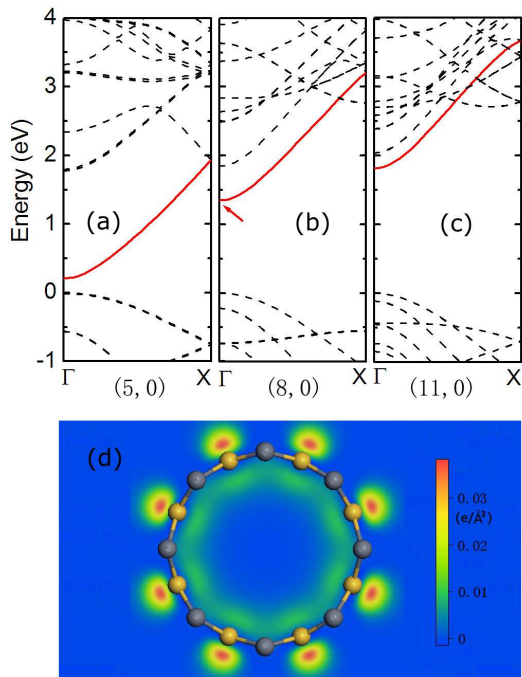 4
3
2
1
0
-1
Energy (eV)
(a)
(b)
(c)
Γ X Γ X Γ X
(5, 0) (8, 0) (11, 0)
(d)
0.03
(e/Å³)
0.02
0.01
0